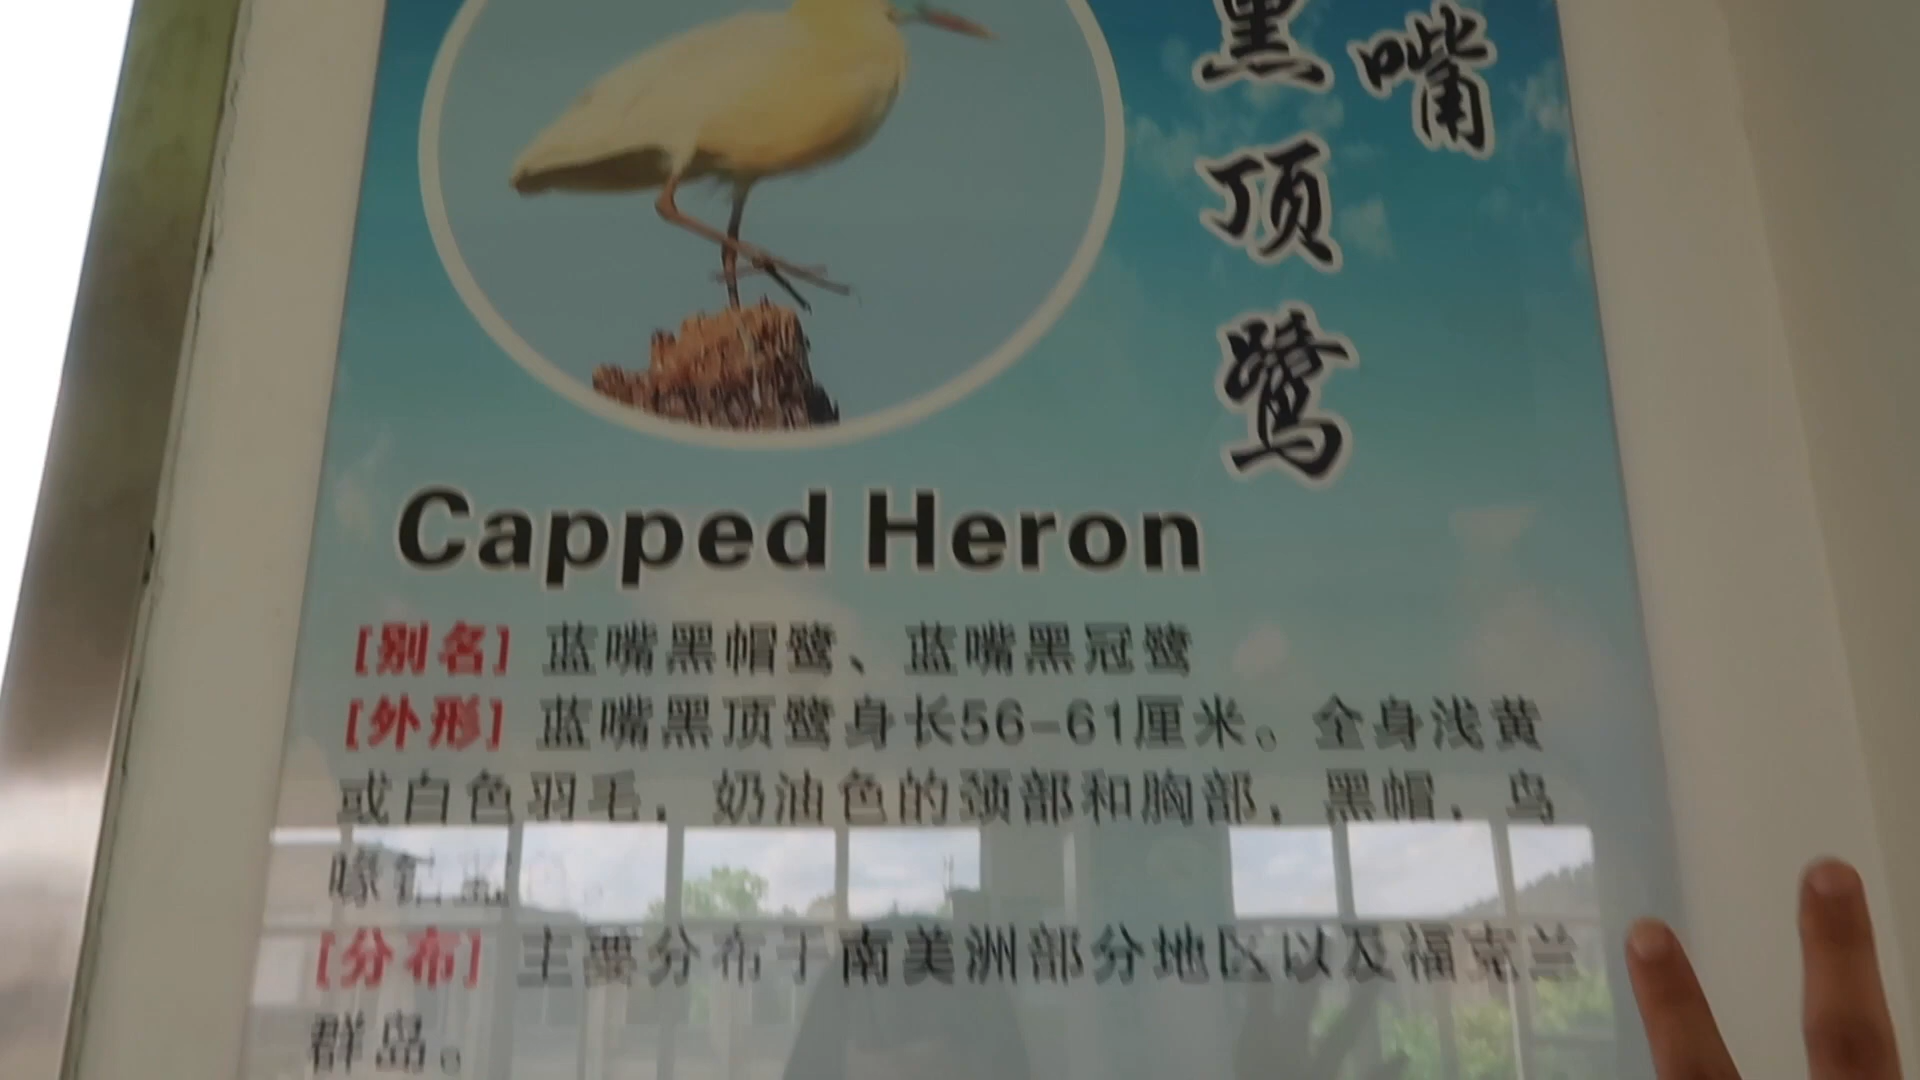 嘴
黑顶鹭
Capped Heron
[别名] 蓝嘴黑帽鹭、蓝嘴黑冠鹭
[外形] 蓝嘴黑顶鹭身长56-61厘米。全身浅黄
或白色羽毛，奶油色的颈部和胸部，黑帽，鸟
喙
[分布] 主要分布于南美洲部分地区以及福克兰
群岛。